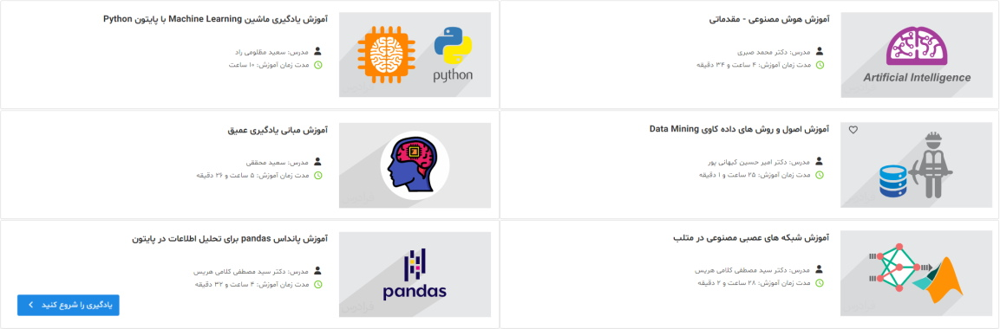 آموزش هوش مصنوعی - مقدماتی
مدرس: دکتر محمد صبری
مدت زمان آموزش: ۴ ساعت و ۳۴ دقیقه
Artificial Intelligence
آموزش یادگیری ماشین Machine Learning با پایتون Python
مدرس: سعید مظلومی راد
مدت زمان آموزش: ۱۰ ساعت
python
آموزش اصول و روش های داده کاوی Data Mining
مدرس: دکتر امیر حسین کیهانی پور
مدت زمان آموزش: ۲۵ ساعت و ۱ دقیقه
آموزش مبانی یادگیری عمیق
مدرس: سعید محققی
مدت زمان آموزش: ۵ ساعت و ۲۶ دقیقه
آموزش شبکه های عصبی مصنوعی در متلب
مدرس: دکتر سید مصطفی کلامی هریس
مدت زمان آموزش: ۲۸ ساعت و ۲ دقیقه
آموزش پانداس pandas برای تحلیل اطلاعات در پایتون
مدرس: دکتر سید مصطفی کلامی هریس
مدت زمان آموزش: ۴ ساعت و ۳۲ دقیقه
pandas
یادگیری را شروع کنید